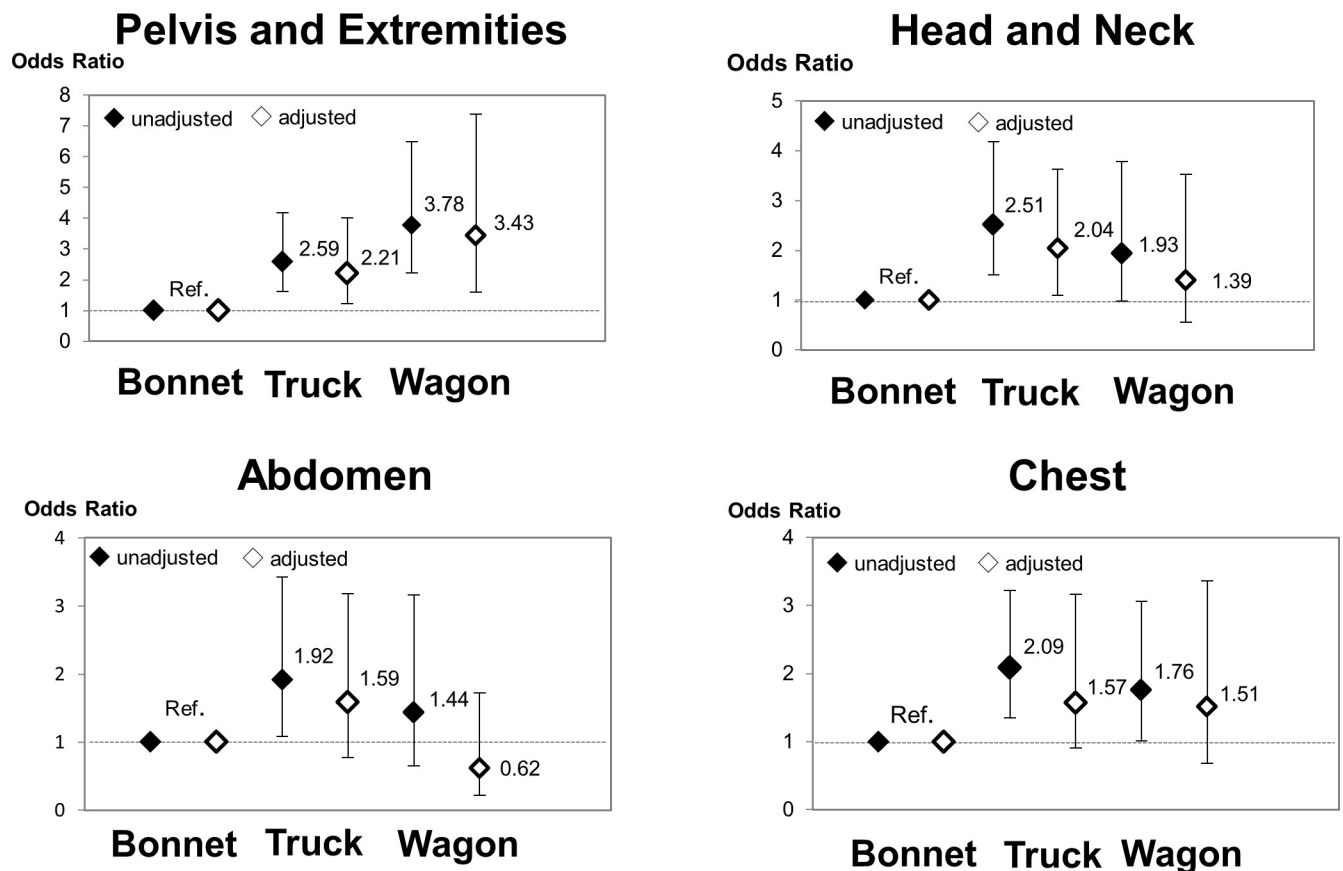 Pelvis and Extremities
Odds Ratio
8
7
6
5
4
3
2
1
0
unadjusted adjusted
Ref.
2.59
2.21
3.78
3.43
Bonnet Truck Wagon
Head and Neck
Odds Ratio
5
4
3
2
1
0
unadjusted adjusted
Ref.
2.51
2.04
1.93
1.39
Bonnet Truck Wagon
Abdomen
Odds Ratio
4
3
2
1
0
unadjusted adjusted
Ref.
1.92
1.59
1.44
0.62
Bonnet Truck Wagon
Chest
Odds Ratio
4
3
2
1
0
unadjusted adjusted
Ref.
2.09
1.57
1.76
1.51
Bonnet Truck Wagon